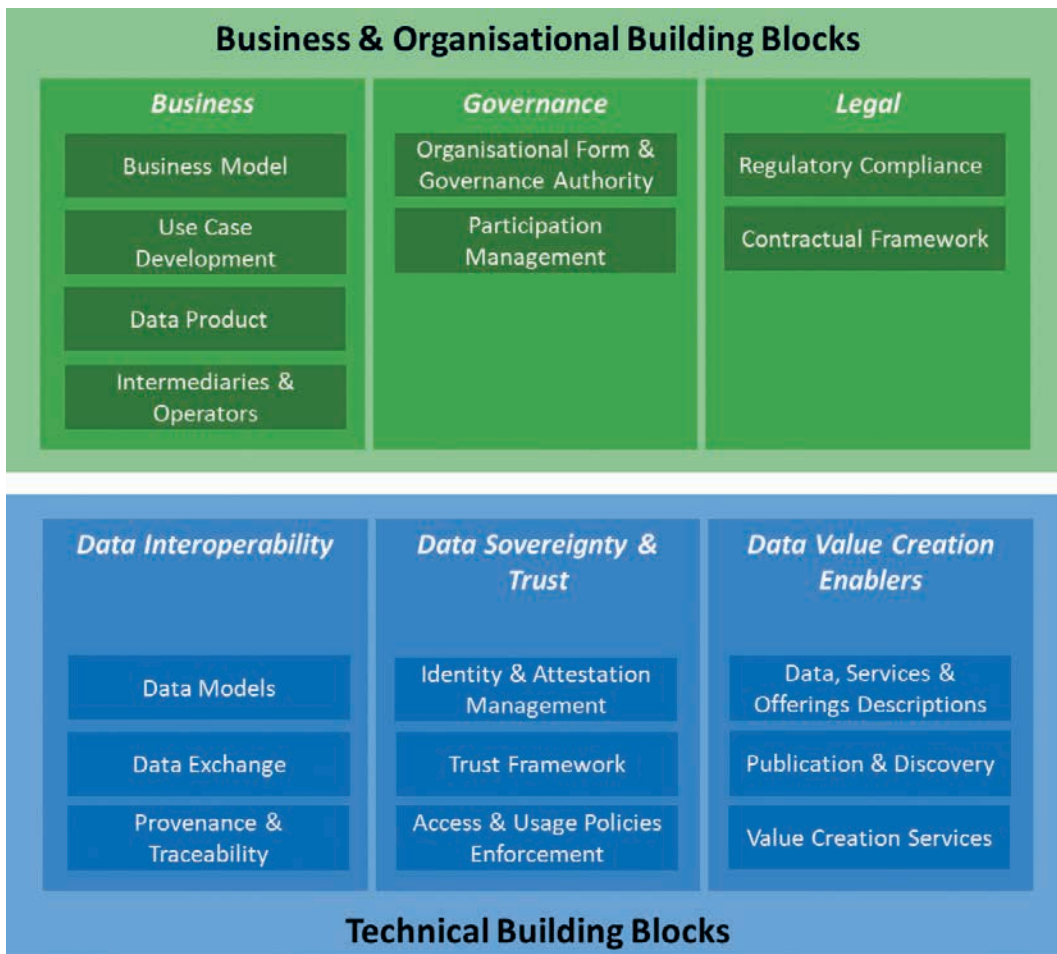 Business & Organisational Building Blocks
Business
Business Model
Use Case
Development
Data Product
Intermediaries &
Operators
Governance
Organisational Form &
Governance Authority
Participation
Management
Legal
Regulatory Compliance
Contractual Framework
Data Interoperability
Data Models
Data Exchange
Provenance &
Traceability
Data Sovereignty &
Trust
Identity & Attestation
Management
Trust Framework
Access & Usage Policies
Enforcement
Data Value Creation
Enablers
Data, Services &
Offerings Descriptions
Publication & Discovery
Value Creation Services
Technical Building Blocks